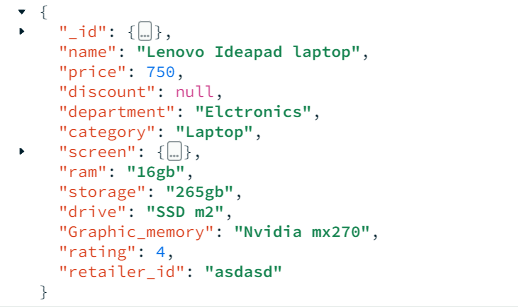 {
"_id": {…},
"name": "Lenovo Ideapad laptop",
"price": 750,
"discount": null,
"department": "Elctronics",
"category": "Laptop",
"screen": {…},
"ram": "16gb",
"storage": "265gb",
"drive": "SSD m2",
"Graphic_memory": "Nvidia mx270",
"rating": 4,
"retailer_id": "asdasd"
}